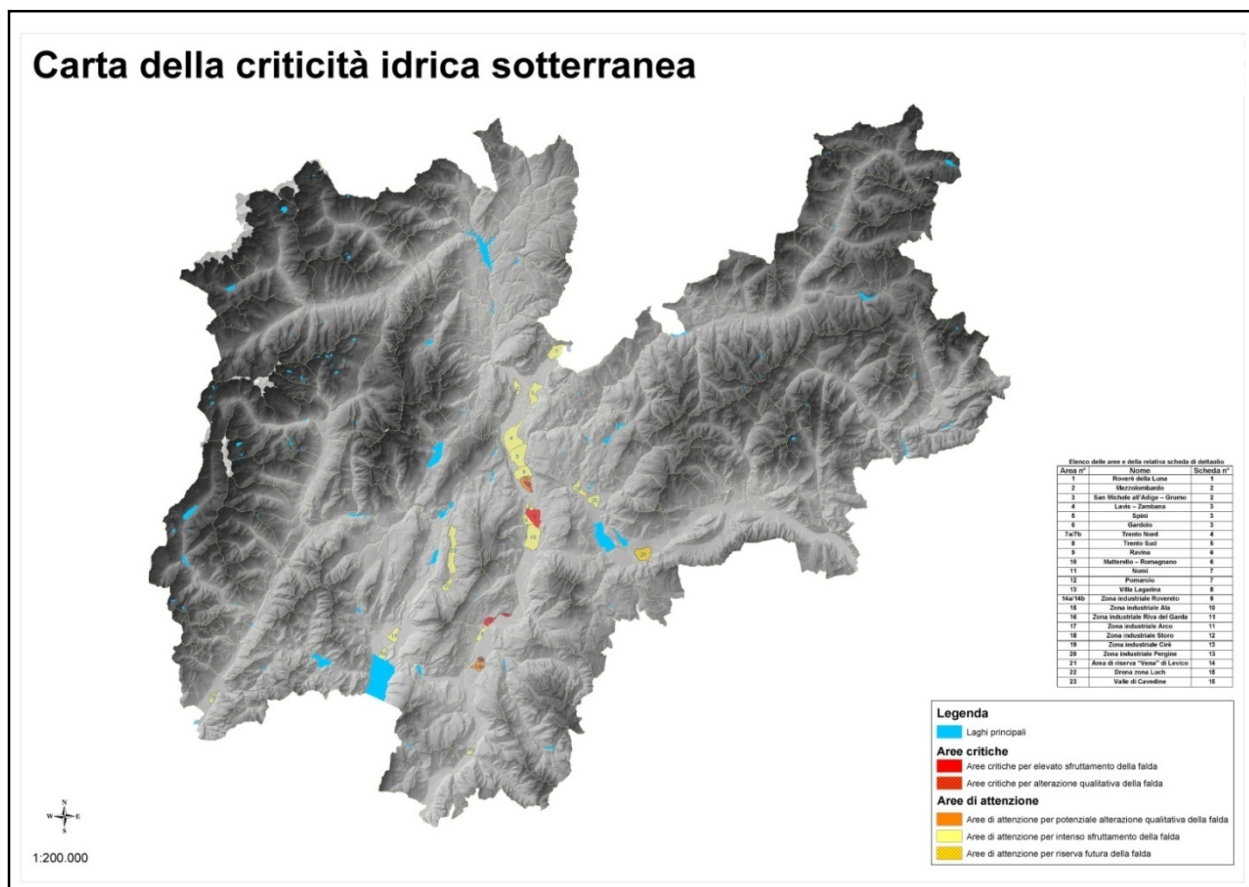 Carta della criticità idrica sotterranea
Elenco delle aree e della relativa scheda di dettaglio
Area n° Nome Scheda n°
1 Roverè della Luna 1
2 Mezzolombardo 2
3 San Michele all'Adige – Grumo 2
4 Lavis – Zambana 3
5 Spini 3
6 Gardolo 3
7a/7b Trento Nord 4
8 Trento Sud 5
9 Ravina 6
10 Matterello – Romagnano 6
11 Nomi 7
12 Pomarolo 7
13 Villa Lagarina 8
14a/14b Zona industriale Rovereto 9
15 Zona industriale Ala 10
16 Zona industriale Riva del Garda 11
17 Zona industriale Arco 11
18 Zona industriale Storo 12
19 Zona industriale Cirè 13
20 Zona industriale Pergine 13
21 Area di riserva "Vena" di Levico 14
22 Drena zona Luch 15
23 Valle di Cavedine 15
Legenda
Laghi principali
Aree critiche
Aree critiche per elevato sfruttamento della falda
Aree critiche per alterazione qualitativa della falda
Aree di attenzione
Aree di attenzione per potenziale alterazione qualitativa della falda
Aree di attenzione per intenso sfruttamento della falda
Aree di attenzione per riserva futura della falda
N
W E
S
1:200.000